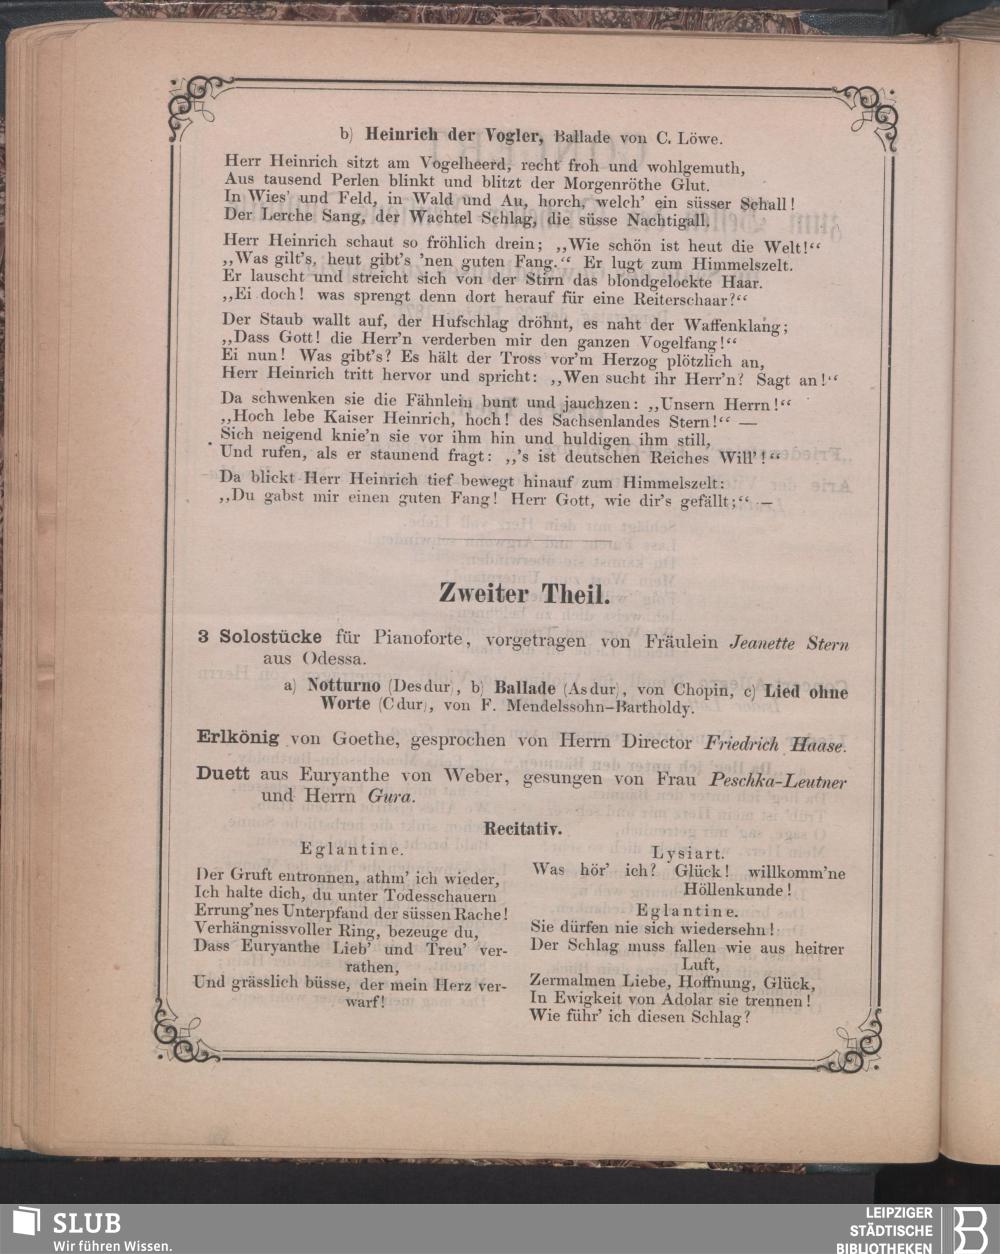 b) Heinrich der Vogler, Ballade von C. Löwe.
Herr Heinrich sitzt am Vogelheerd, recht froh und wohlgemuth,
Aus tausend Perlen blinkt und blitzt der Morgenröthe Glut.
In Wies' und Feld, in Wald und Au, horch, welch' ein süsser Schall!
Der Lerche Sang, der Wachtel Schlag, die süsse Nachtigall.
Herr Heinrich schaut so fröhlich drein; ,,Wie schön ist heut die Welt!“
,,Was gilt's, heut gibt's 'nen guten Fang.“ Er lugt zum Himmelszelt.
Er lauscht und streicht sich von der Stirn das blondgelockte Haar.
,,Ei doch! was sprengt denn dort herauf für eine Reiterschaar?“
Der Staub wallt auf, der Hufschlag dröhnt, es naht der Waffenklang;
,,Dass Gott! die Herr'n verderben mir den ganzen Vogelfang!“
Ei nun! Was gibt's? Es hält der Tross vor'm Herzog plötzlich an,
Herr Heinrich tritt hervor und spricht: ,,Wen sucht ihr Herr'n? Sagt an!“
Da schwenken sie die Fähnlein bunt und jauchzen: ,,Unsern Herrn!“
,,Hoch lebe Kaiser Heinrich, hoch! des Sachsenlandes Stern!“ —
Sich neigend knie'n sie vor ihm hin und huldigen ihm still,
Und rufen, als er staunend fragt: ,,'s ist deutschen Reiches Will'!“
Da blickt Herr Heinrich tief bewegt hinauf zum Himmelszelt:
,,Du gabst mir einen guten Fang! Herr Gott, wie dir's gefällt;“ —
Zweiter Theil.
3 Solostücke für Pianoforte, vorgetragen von Fräulein Jeanette Stern
aus Odessa.
a) Notturno (Des dur), b) Ballade (As dur), von Chopin, c) Lied ohne
Worte (C dur), von F. Mendelssohn-Bartholdy.
Erlkönig von Goethe, gesprochen von Herrn Director Friedrich Haase.
Duett aus Euryanthe von Weber, gesungen von Frau Peschka-Leutner
und Herrn Gura.
Recitativ.
Eglantine.
Der Gruft entronnen, athm' ich wieder,
Ich halte dich, du unter Todesschauern
Errung'nes Unterpfand der süssen Rache!
Verhängnissvoller Ring, bezeuge du,
Dass Euryanthe Lieb' und Treu' ver-
rathen,
Und grässlich büsse, der mein Herz ver-
warf!
Lysiart.
Was hör' ich? Glück! willkomm'ne
Höllenkunde!
Eglantine.
Sie dürfen nie sich wiedersehn!
Der Schlag muss fallen wie aus heitrer
Luft,
Zermalmen Liebe, Hoffnung, Glück,
In Ewigkeit von Adolar sie trennen!
Wie führ' ich diesen Schlag?
SLUB
Wir führen Wissen.
LEIPZIGER
STÄDTISCHE
BIBLIOTHEKEN